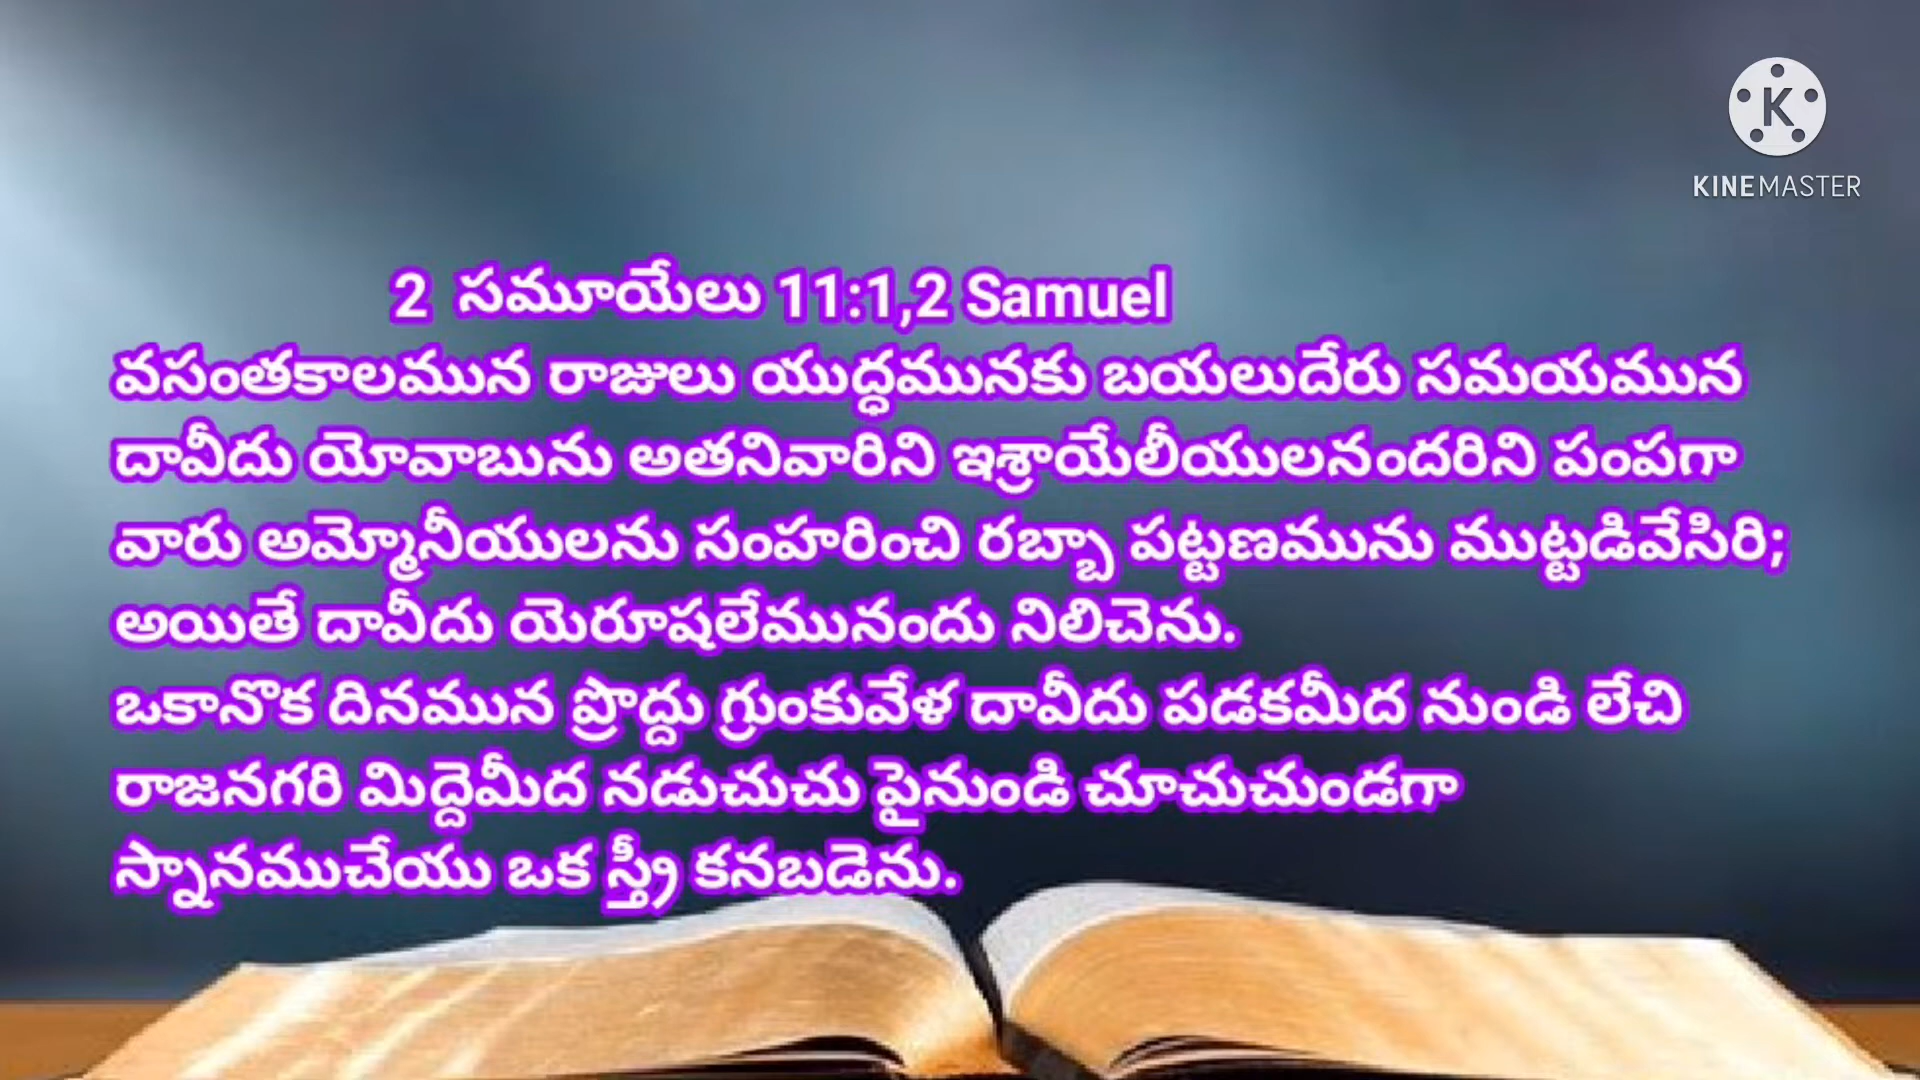 K
KINEMASTER
2 సమూయేలు 11:1,2 Samuel
వసంతకాలమున రాజులు యుద్ధమునకు బయలుదేరు సమయమున
దావీదు యోవాబును అతనివారిని ఇశ్రాయేలీయులనందరిని పంపగా
వారు అమ్మోనీయులను సంహరించి రబ్బా పట్టణమును ముట్టడివేసిరి;
అయితే దావీదు యెరూషలేమునందు నిలిచెను.
ఒకానొక దినమున ప్రొద్దు గ్రుంకువేళ దావీదు పడకమీద నుండి లేచి
రాజనగరి మిద్దెమీద నడుచుచు పైనుండి చూచుచుండగా
స్నానముచేయు ఒక స్త్రీ కనబడెను.